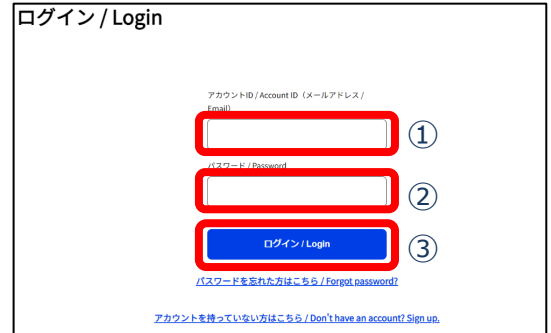 ログイン / Login
アカウントID / Account ID（メールアドレス /
Email）
①
パスワード / Password
②
ログイン / Login
③
パスワードを忘れた方はこちら / Forgot password?
アカウントを持っていない方はこちら / Don't have an account? Sign up.